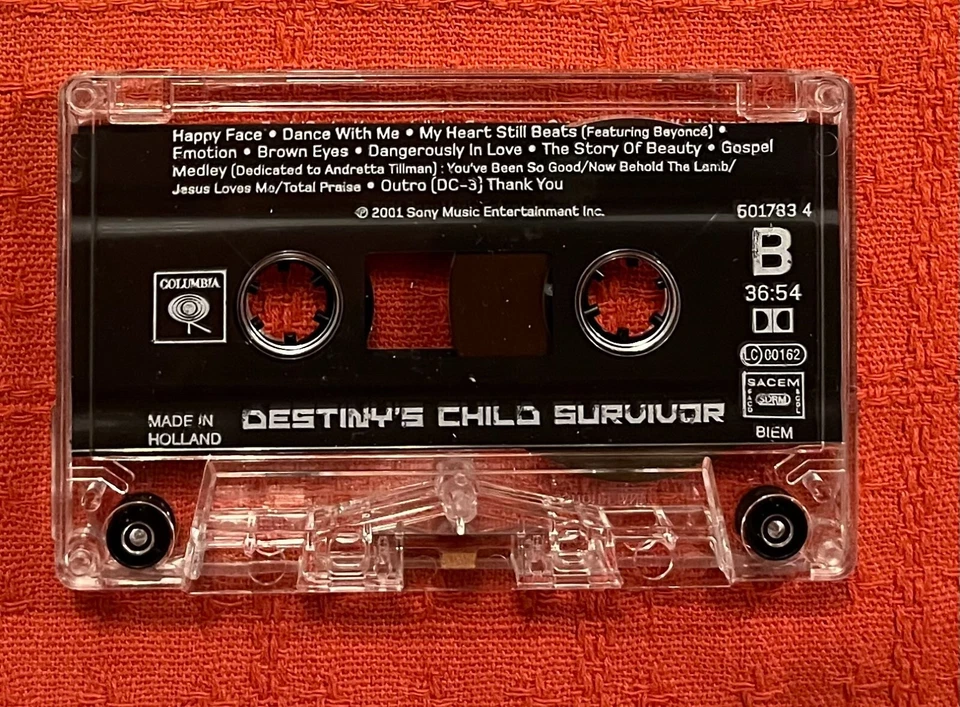 Happy Face • Dance With Me • My Heart Still Beats (Featuring Beyoncé) •
Emotion • Brown Eyes • Dangerously In Love • The Story Of Beauty • Gospel
Medley (Dedicated to Andretta Tillman) : You've Been So Good/Now Behold The Lamb/
Jesus Loves Me/Total Praise • Outro (DC-3) Thank You
℗ 2001 Sony Music Entertainment Inc.
501783 4
B
COLUMBIA
36:54
LC 00162
SACEM
SACD SDRM SCDL
MADE IN
HOLLAND
DESTINY'S CHILD SURVIVOR
BIEM